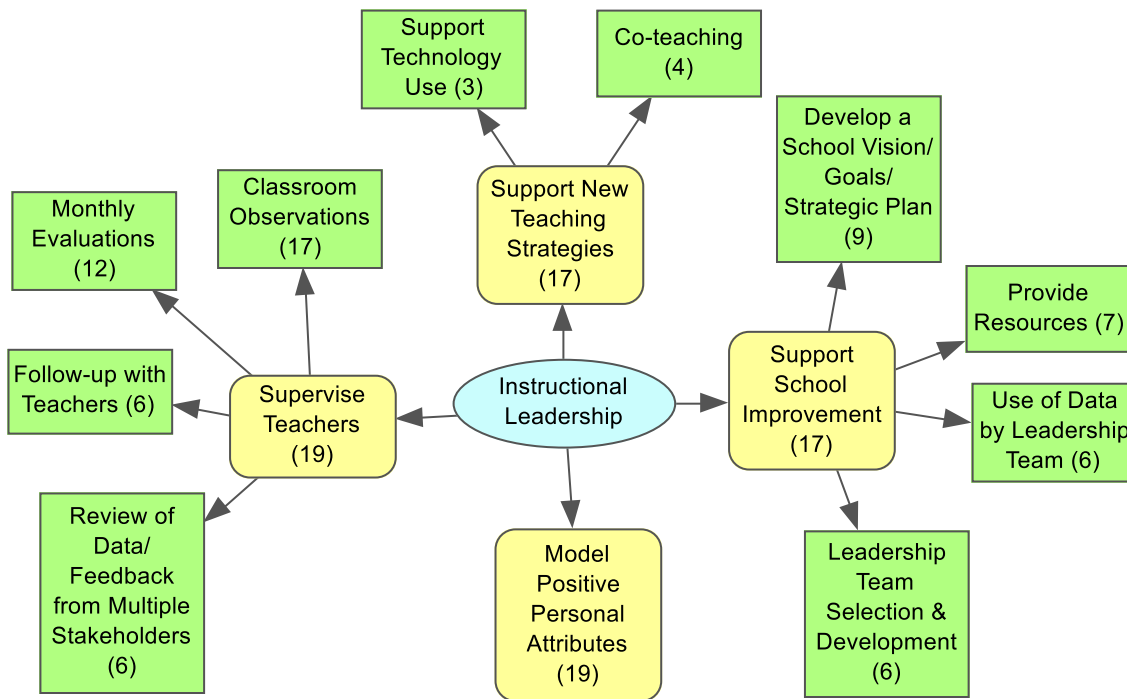 Support
Technology
Use (3)
Co-teaching
(4)
Develop a
School Vision/
Goals/
Strategic Plan
(9)
Classroom
Observations
(17)
Monthly
Evaluations
(12)
Support New
Teaching
Strategies
(17)
Provide
Resources (7)
Follow-up with
Teachers (6)
Supervise
Teachers
(19)
Instructional
Leadership
Support
School
Improvement
(17)
Use of Data
by Leadership
Team (6)
Review of
Data/
Feedback
from Multiple
Stakeholders
(6)
Model
Positive
Personal
Attributes
(19)
Leadership
Team
Selection &
Development
(6)